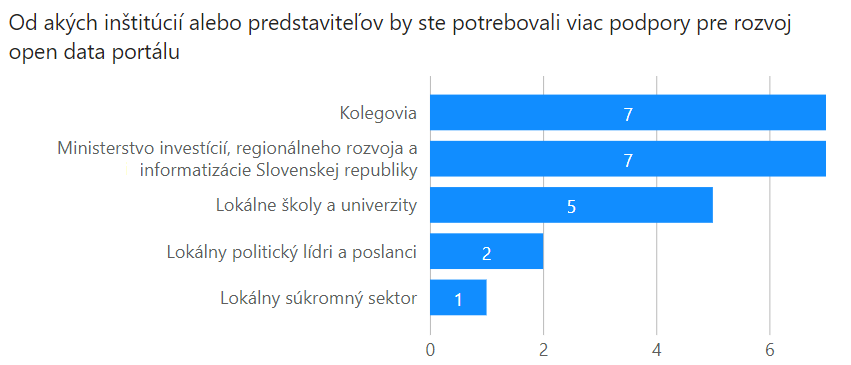 Od akých inštitúcií alebo predstaviteľov by ste potrebovali viac podpory pre rozvoj
open data portálu
Kolegovia
7
Ministerstvo investícií, regionálneho rozvoja a
informatizácie Slovenskej republiky
7
Lokálne školy a univerzity
5
Lokálny politický lídri a poslanci
2
Lokálny súkromný sektor
1
0 2 4 6